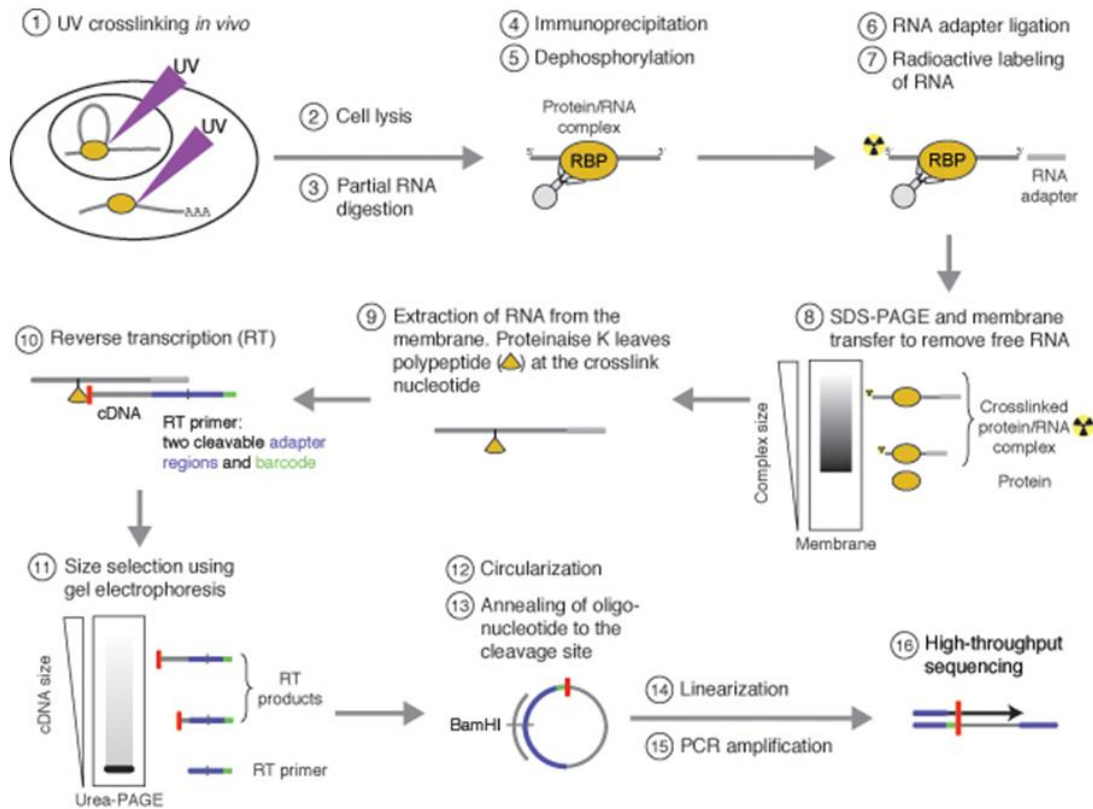 1 UV crosslinking in vivo
UV
UV
AAA
2 Cell lysis
3 Partial RNA
digestion
4 Immunoprecipitation
5 Dephosphorylation
Protein/RNA
complex
5' RBP 3'
6 RNA adapter ligation
7 Radioactive labeling
of RNA
5' RBP 3'
RNA
adapter
8 SDS-PAGE and membrane
transfer to remove free RNA
Complex size
Crosslinked
protein/RNA
complex
Protein
Membrane
9 Extraction of RNA from the
membrane. Proteinaise K leaves
polypeptide ( ) at the crosslink
nucleotide
10 Reverse transcription (RT)
cDNA
RT primer:
two cleavable adapter
regions and barcode
11 Size selection using
gel electrophoresis
cDNA size
RT
products
RT primer
Urea-PAGE
12 Circularization
13 Annealing of oligo-
nucleotide to the
cleavage site
BamHI
14 Linearization
15 PCR amplification
16 High-throughput
sequencing